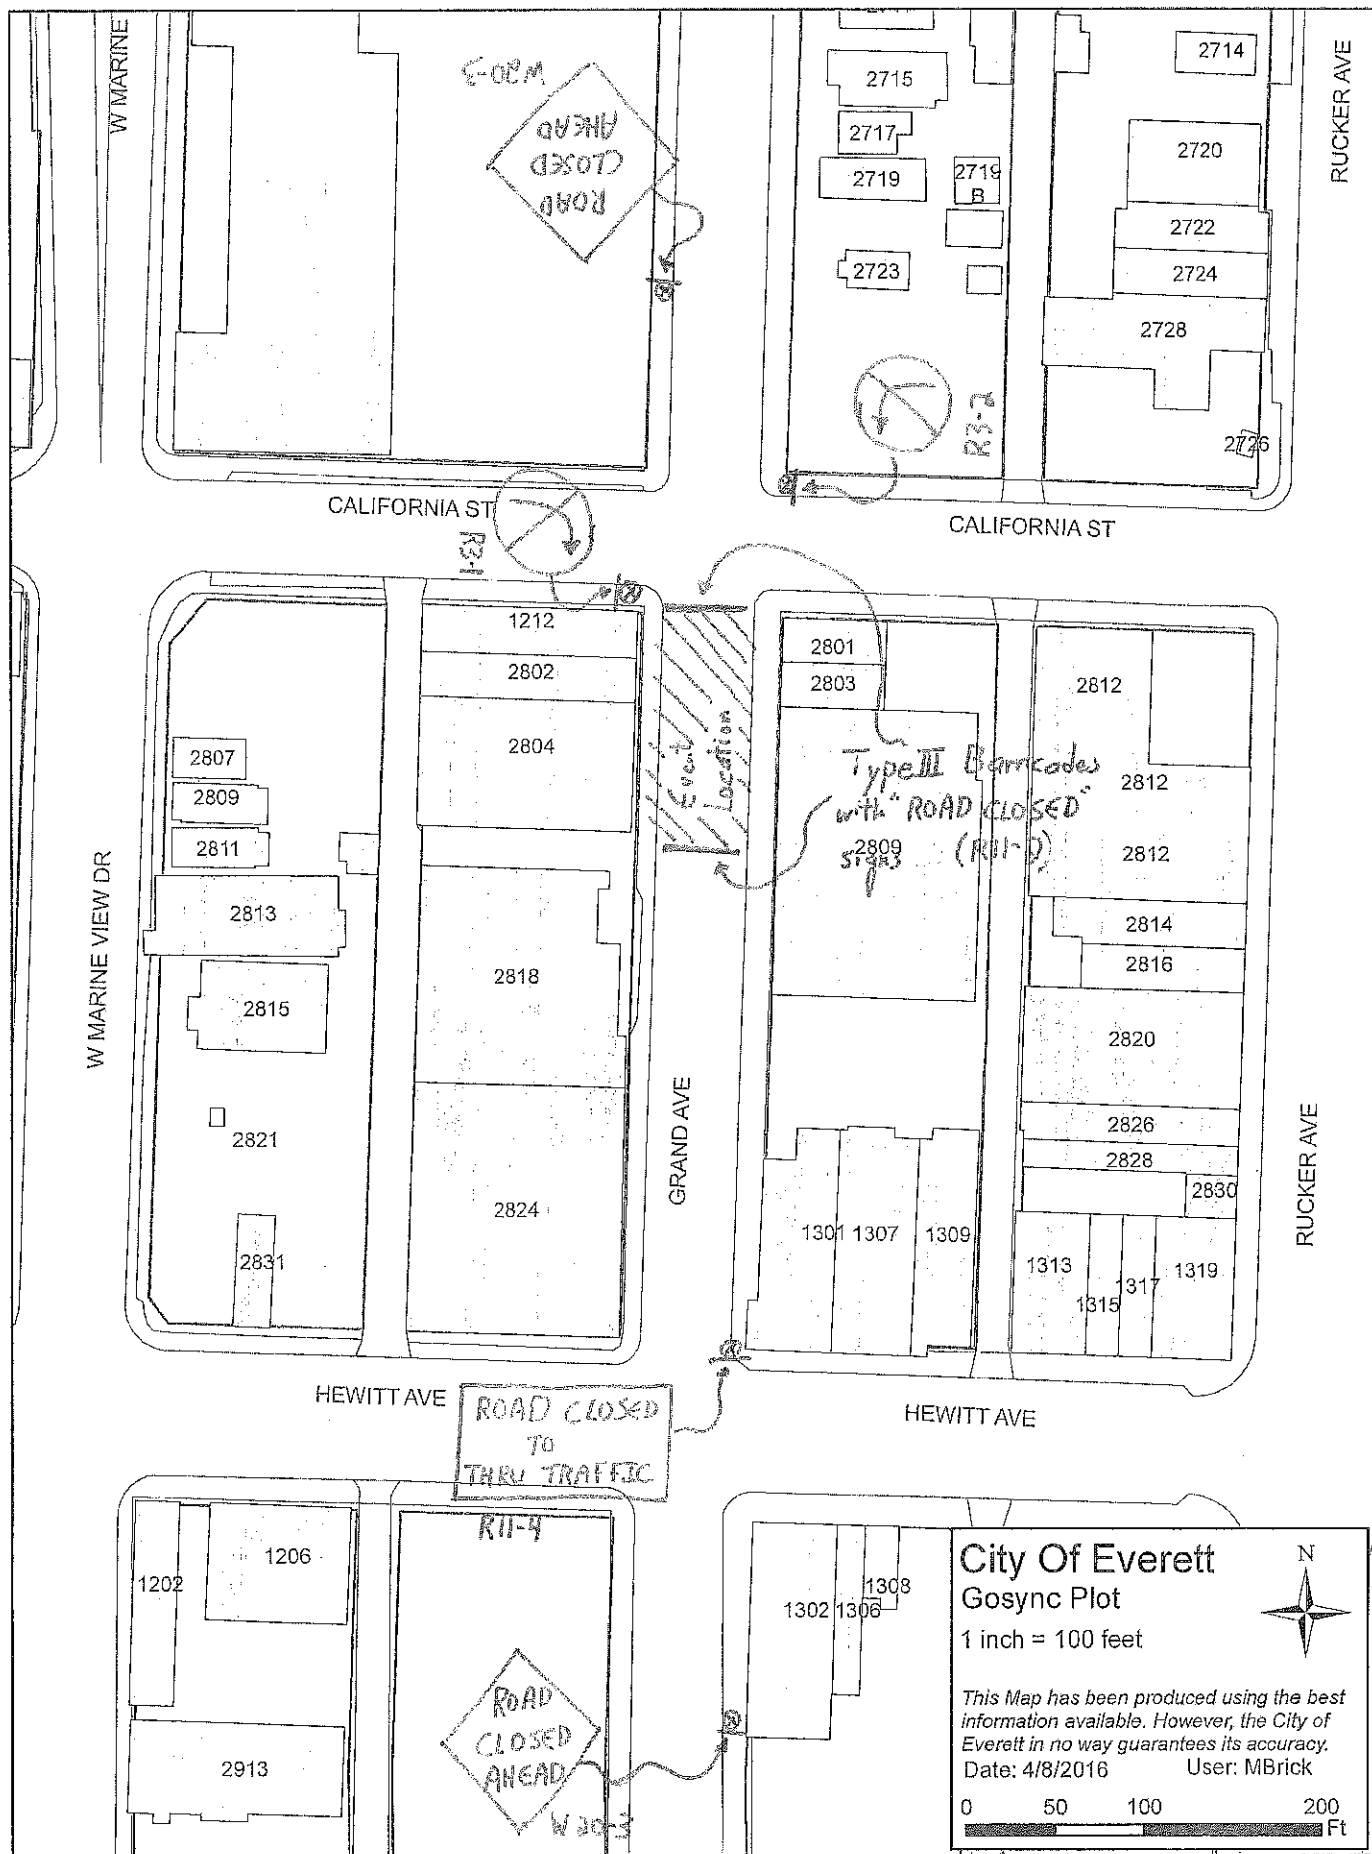 W MARINE
W20-3
ROAD
CLOSED
AHEAD
2715
2717
2719
2719
B
2723
2714
2720
2722
2724
2728
2726
RUCKER AVE
R3-2
CALIFORNIA ST
R3-1
CALIFORNIA ST
1212
2802
2804
2801
2803
2812
2812
2812
2807
2809
2811
2813
2815
2821
2831
2818
2824
Event
Location
Type III Barricades
with "ROAD CLOSED"
signs
2809
2814
2816
2820
2826
2828
2830
W MARINE VIEW DR
GRAND AVE
RUCKER AVE
1301
1307
1309
1313
1315
1317
1319
HEWITT AVE
HEWITT AVE
ROAD CLOSED
TO
THRU TRAFFIC
R11-4
1202
1206
2913
ROAD
CLOSED
AHEAD
W20-3
1302
1306
1308
City Of Everett
Gosync Plot
1 inch = 100 feet
N
This Map has been produced using the best
information available. However, the City of
Everett in no way guarantees its accuracy.
Date: 4/8/2016 User: MBrick
0 50 100 200
Ft